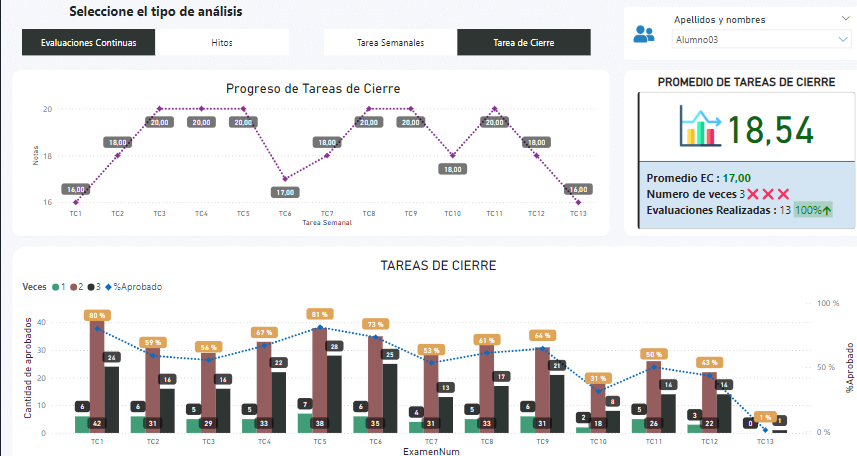 Seleccione el tipo de análisis
Evaluaciones Continuas Hitos Tarea Semanales Tarea de Cierre
Apellidos y nombres
Alumno03
Progreso de Tareas de Cierre
Notas
20
18
16
16,00 18,00 20,00 20,00 20,00 17,00 18,00 20,00 20,00 18,00 20,00 18,00 16,00
TC1 TC2 TC3 TC4 TC5 TC6 TC7 TC8 TC9 TC10 TC11 TC12 TC13
Tarea Semanal
PROMEDIO DE TAREAS DE CIERRE
18,54
Promedio EC : 17,00
Numero de veces 3
Evaluaciones Realizadas : 13 100%
TAREAS DE CIERRE
Veces 1 2 3 %Aprobado
Cantidad de aprobados
40
30
20
10
0
80 % 59 % 56 % 67 % 81 % 73 % 53 % 61 % 64 % 31 % 50 % 43 % 1 %
6 6 5 5 7 6 4 5 6 2 5 3 0
42 31 29 33 38 35 31 33 31 18 26 22
26 16 16 22 28 25 13 17 21 8 14 14 1
TC1 TC2 TC3 TC4 TC5 TC6 TC7 TC8 TC9 TC10 TC11 TC12 TC13
ExamenNum
100 %
50 %
0 %
%Aprobado